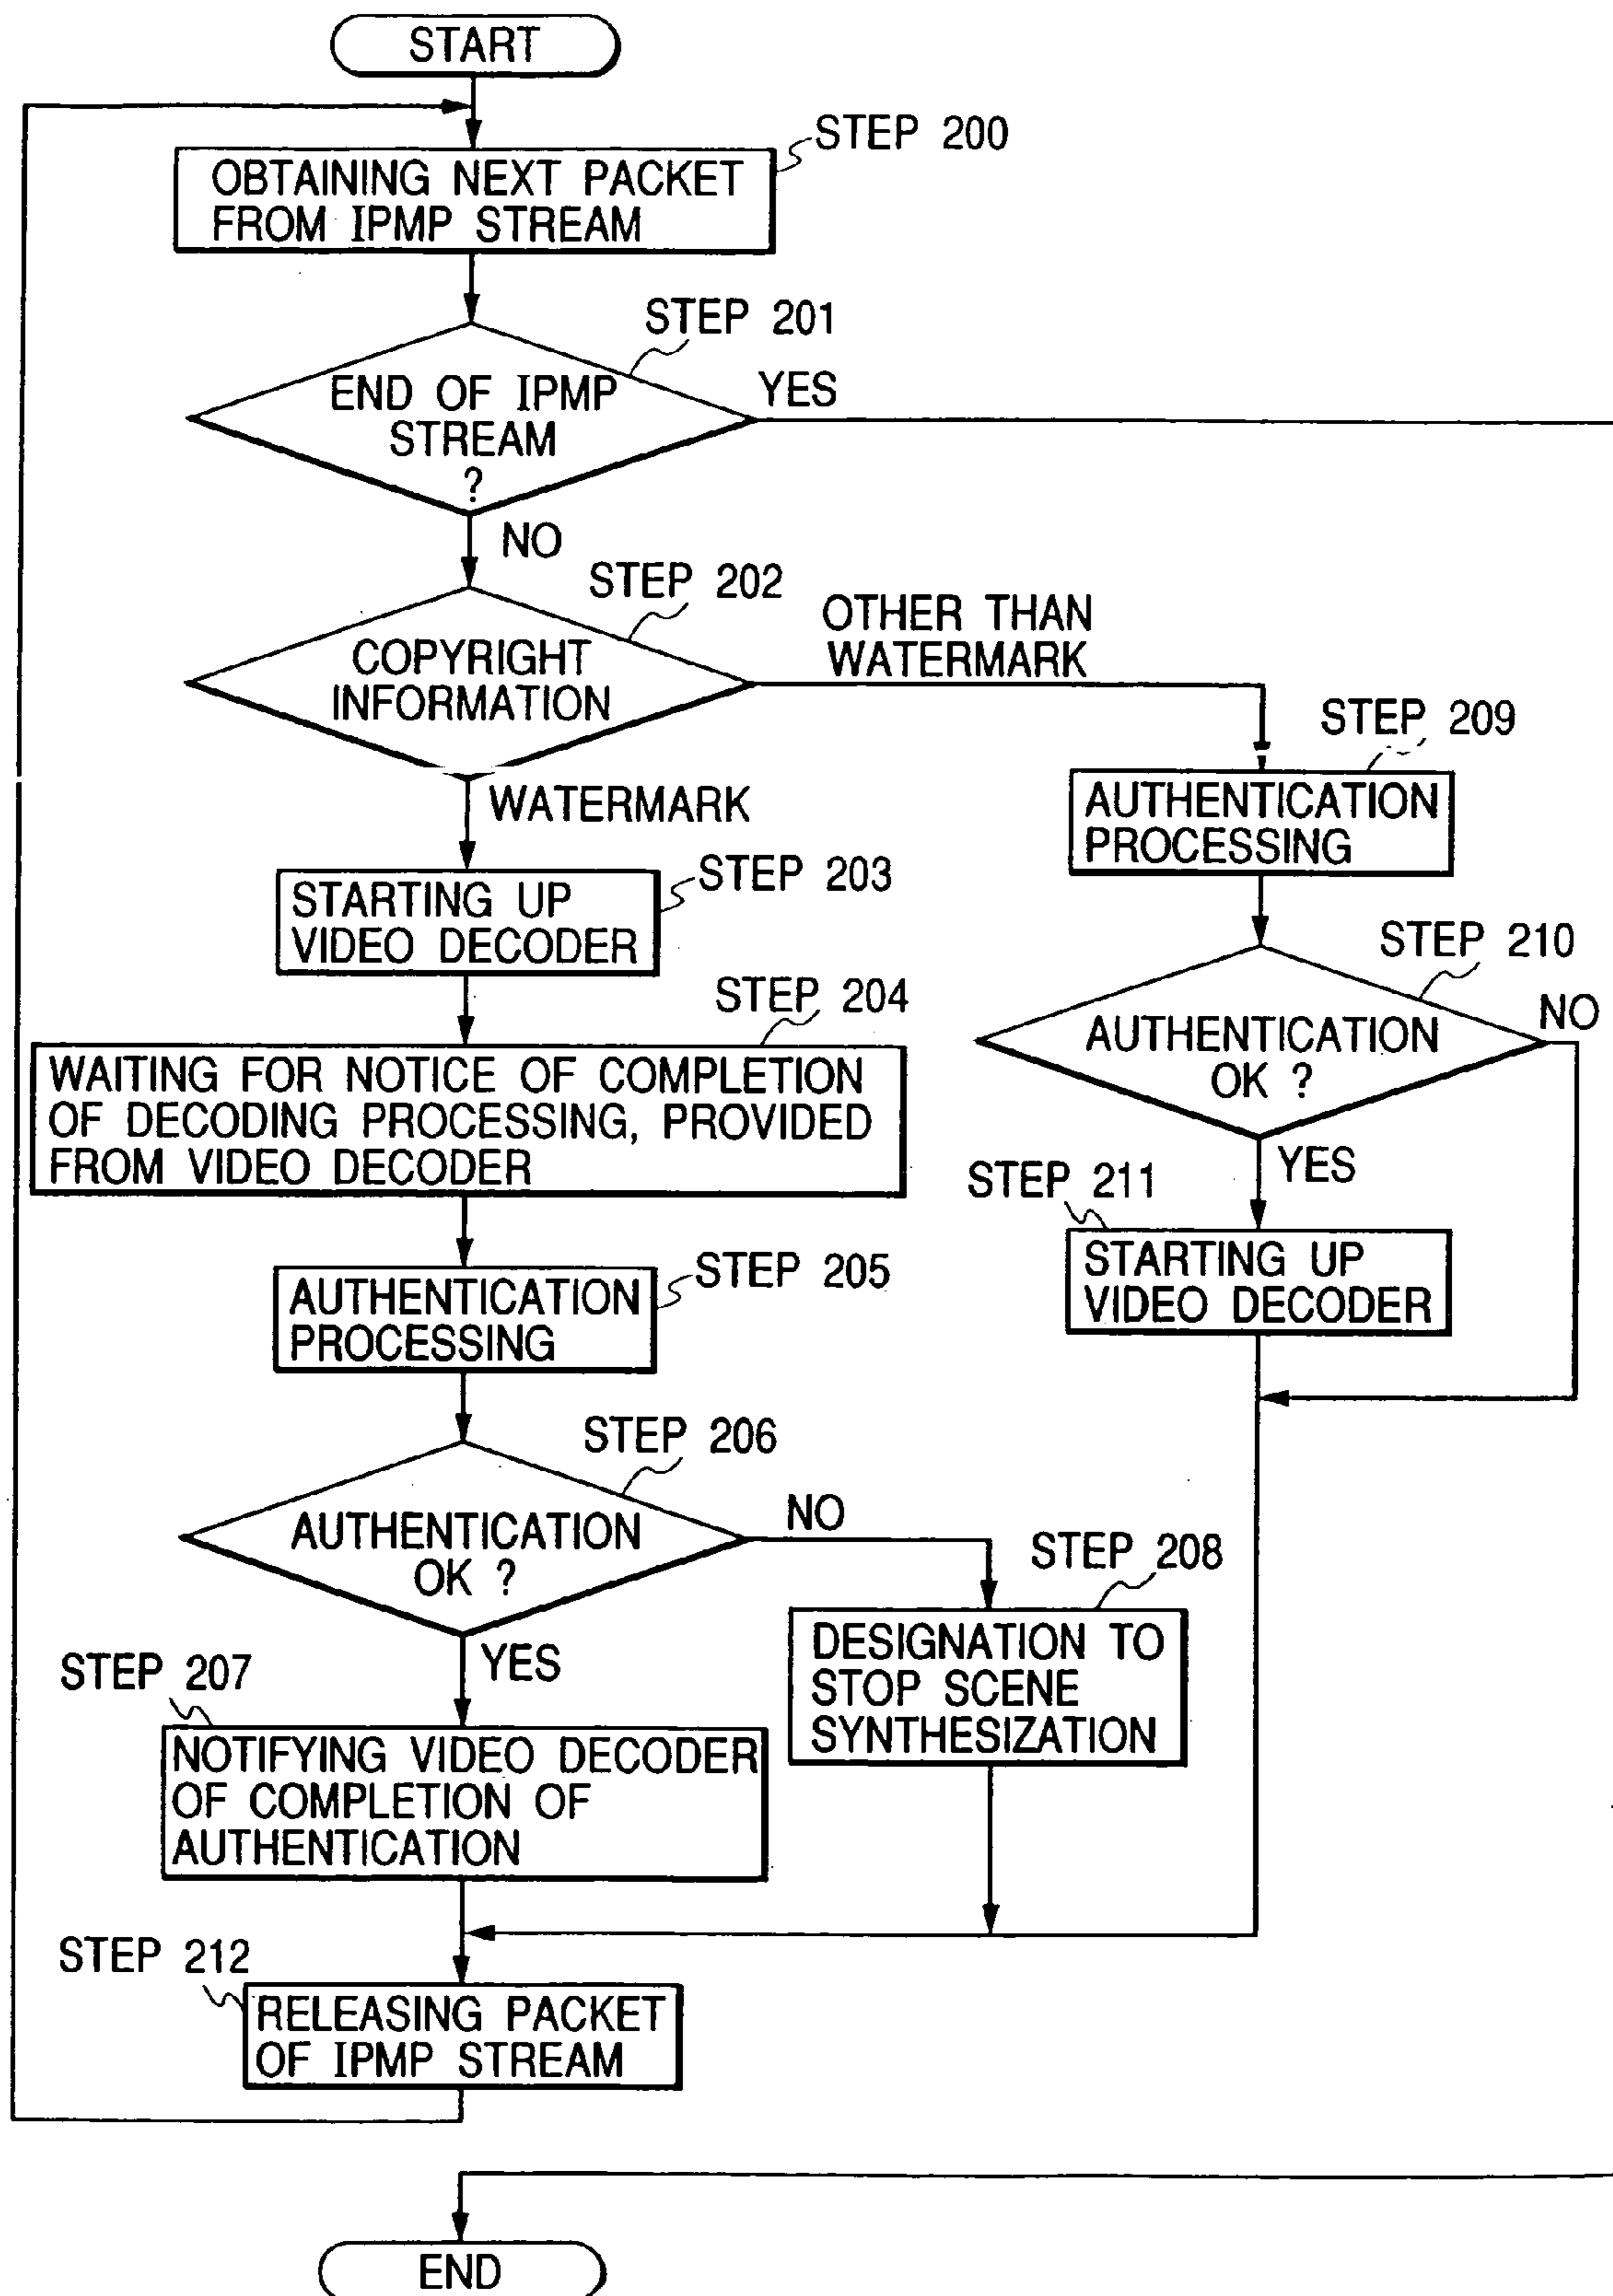 START
STEP 200
OBTAINING NEXT PACKET
FROM IPMP STREAM
STEP 201
END OF IPMP
STREAM
?
YES
NO
STEP 202
COPYRIGHT
INFORMATION
OTHER THAN
WATERMARK
WATERMARK
STEP 203
STARTING UP
VIDEO DECODER
STEP 204
WAITING FOR NOTICE OF COMPLETION
OF DECODING PROCESSING, PROVIDED
FROM VIDEO DECODER
STEP 205
AUTHENTICATION
PROCESSING
STEP 206
AUTHENTICATION
OK ?
NO
YES
STEP 207
NOTIFYING VIDEO DECODER
OF COMPLETION OF
AUTHENTICATION
STEP 208
DESIGNATION TO
STOP SCENE
SYNTHESIZATION
STEP 209
AUTHENTICATION
PROCESSING
STEP 210
AUTHENTICATION
OK ?
NO
YES
STEP 211
STARTING UP
VIDEO DECODER
STEP 212
RELEASING PACKET
OF IPMP STREAM
END